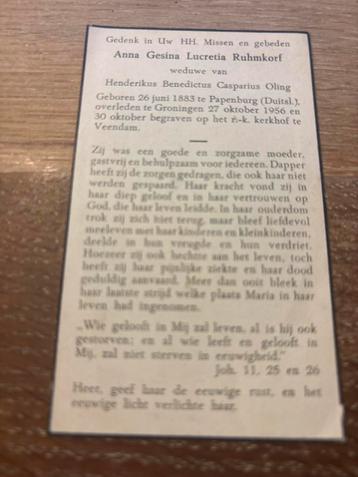 Gedenk in Uw HH. Missen en gebeden
Anna Gesina Lucretia Ruhmkorf
weduwe van
Henderikus Benedictus Casparius Oling
Geboren 26 juni 1883 te Papenburg (Duitsl.),
overleden te Groningen 27 oktober 1956 en
30 oktober begraven op het r.-k. kerkhof te
Veendam.
Zij was een goede en zorgzame moeder,
gastvrij en behulpzaam voor iedereen. Dapper
heeft zij de zorgen gedragen, die ook haar niet
werden gespaard. Haar kracht vond zij in
haar diep geloof en in haar vertrouwen op
God, die haar leven leidde. In haar ouderdom
trok zij zich niet terug, maar bleef liefdevol
meeleven met haar kinderen en kleinkinderen,
deelde in hun vreugde en hun verdriet.
Hoezeer zij ook hechtte aan het leven, toch
heeft zij haar pijnlijke ziekte en haar dood
geduldig aanvaard. Meer dan ooit bleek in
haar laatste strijd welke plaats Maria in haar
leven had ingenomen.
„Wie gelooft in Mij zal leven, al is hij ook
gestorven; en al wie leeft en gelooft in
Mij, zal niet sterven in eeuwigheid."
Joh. 11, 25 en 26
Heer, geef haar de eeuwige rust, en het
eeuwige licht verlichte haar.